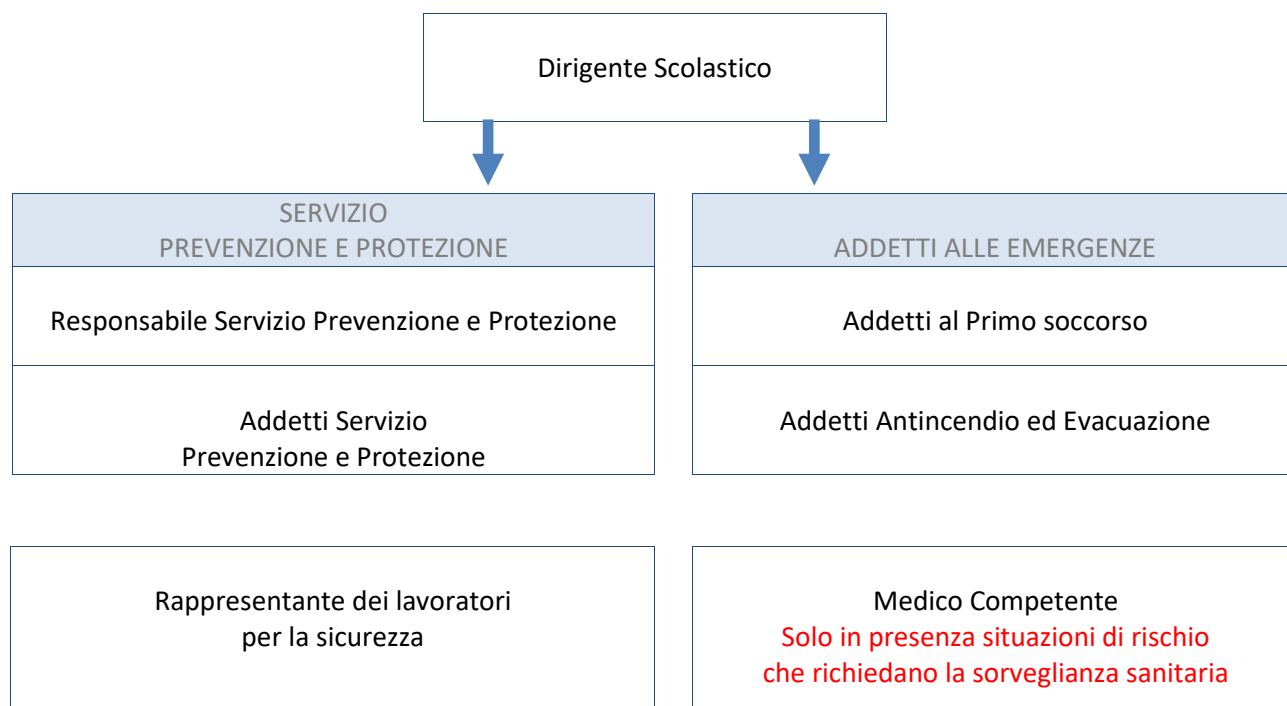 Dirigente Scolastico
SERVIZIO
PREVENZIONE E PROTEZIONE
Responsabile Servizio Prevenzione e Protezione
Addetti Servizio
Prevenzione e Protezione
ADDETTI ALLE EMERGENZE
Addetti al Primo soccorso
Addetti Antincendio ed Evacuazione
Rappresentante dei lavoratori
per la sicurezza
Medico Competente
Solo in presenza situazioni di rischio
che richiedano la sorveglianza sanitaria